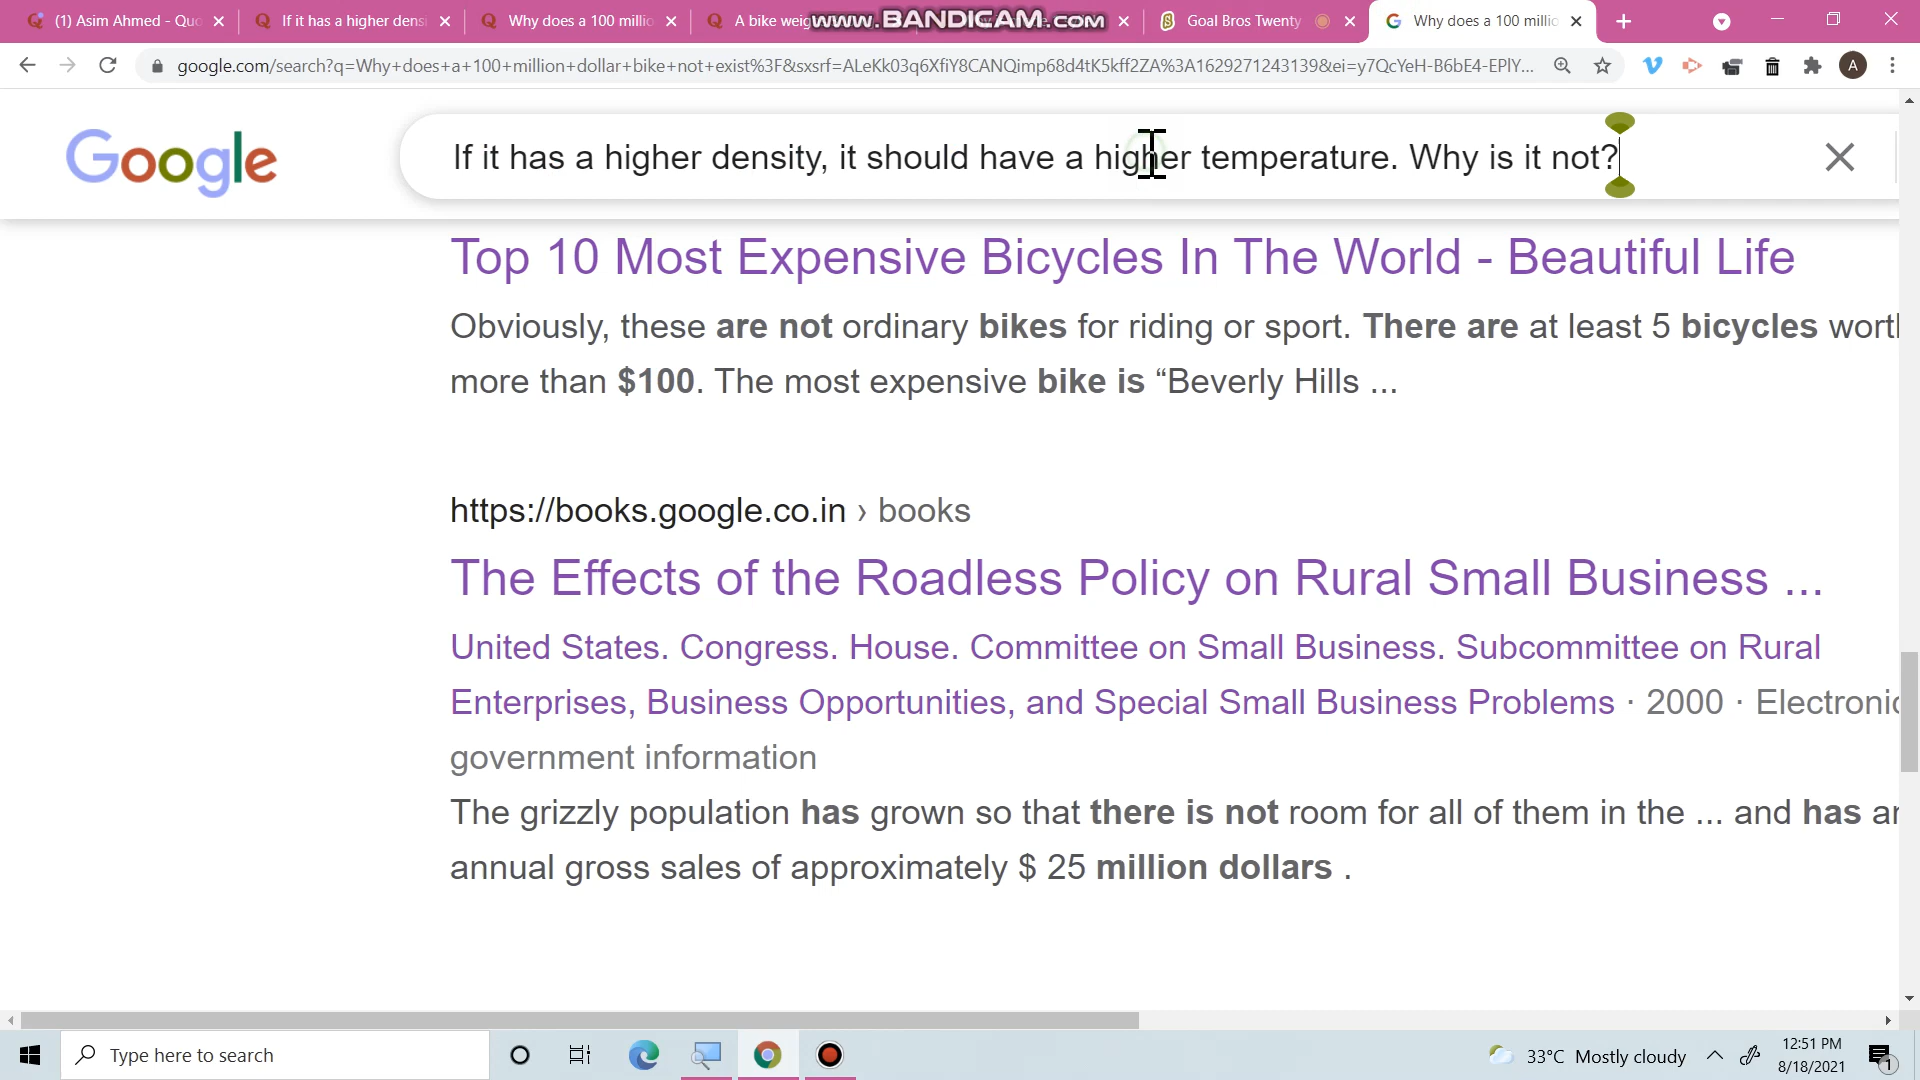 (1) Asim Ahmed - Quo
If it has a higher densi
Why does a 100 millio
A bike weig
www.BANDICAM.com
Goal Bros Twenty
Why does a 100 millio
google.com/search?q=Why+does+a+100+million+dollar+bike+not+exist%3F&sxsrf=ALeKk03q6XfiY8CANQimp68d4tK5kff2ZA%3A1629271243139&ei=y7QcYeH-B6bE4-EPlY...
A
Google
If it has a higher density, it should have a higher temperature. Why is it not?
Top 10 Most Expensive Bicycles In The World - Beautiful Life
Obviously, these are not ordinary bikes for riding or sport. There are at least 5 bicycles worth
more than $100. The most expensive bike is “Beverly Hills ...
https://books.google.co.in › books
The Effects of the Roadless Policy on Rural Small Business ...
United States. Congress. House. Committee on Small Business. Subcommittee on Rural
Enterprises, Business Opportunities, and Special Small Business Problems · 2000 · Electronic
government information
The grizzly population has grown so that there is not room for all of them in the ... and has an
annual gross sales of approximately $ 25 million dollars .
Type here to search
33°C Mostly cloudy
12:51 PM
8/18/2021
1